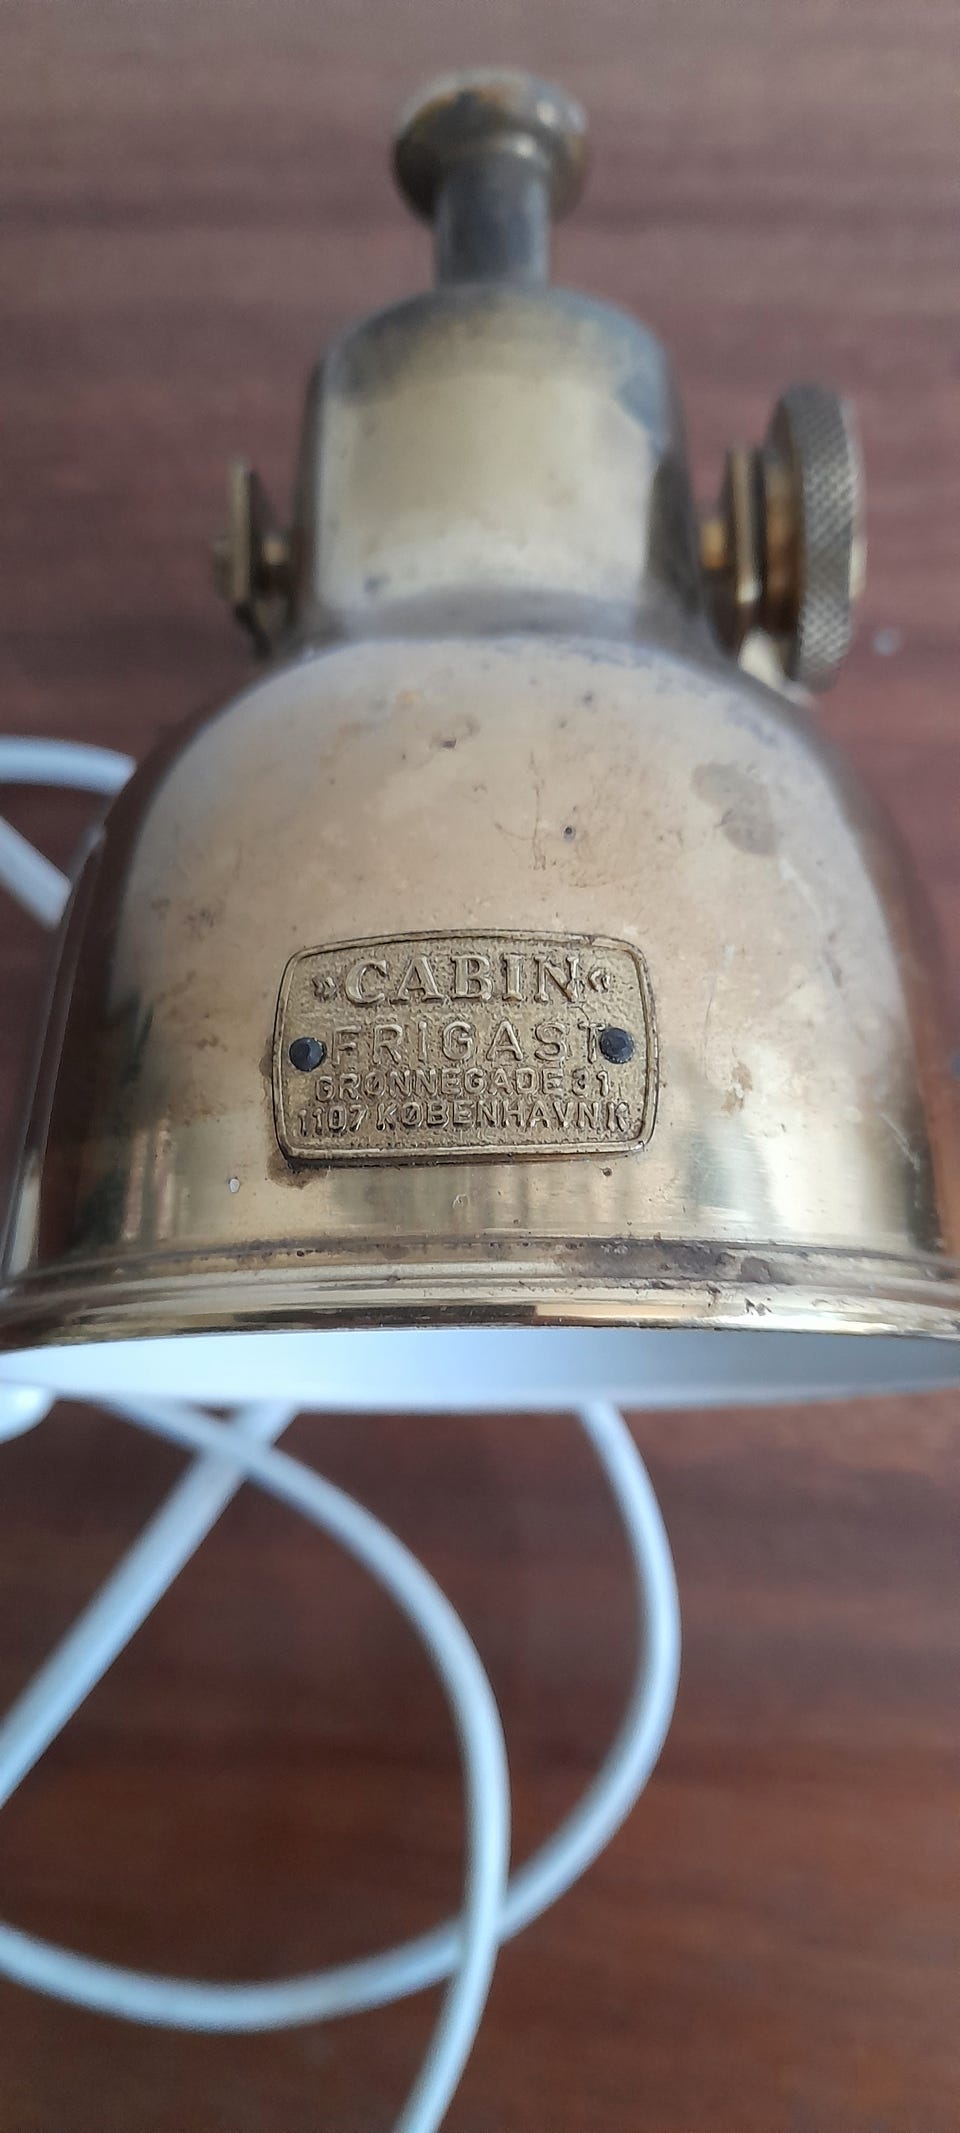 »CABIN«
FRIGAST
GRØNNEGADE 31
1107 KØBENHAVN K